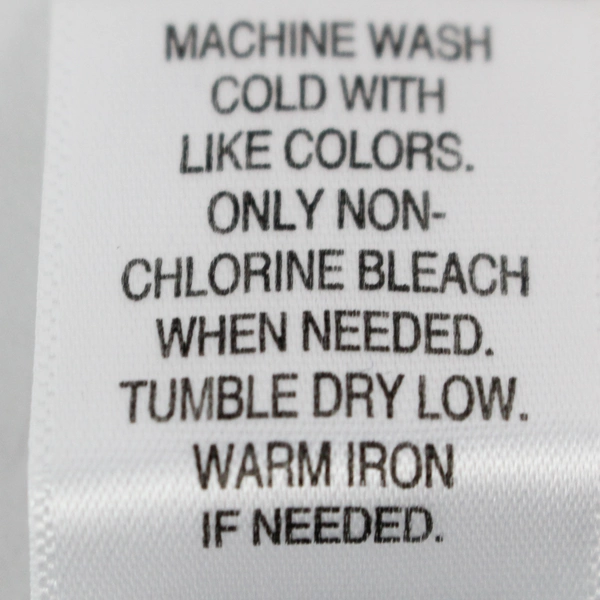 MACHINE WASH
COLD WITH
LIKE COLORS.
ONLY NON-
CHLORINE BLEACH
WHEN NEEDED.
TUMBLE DRY LOW.
WARM IRON
IF NEEDED.